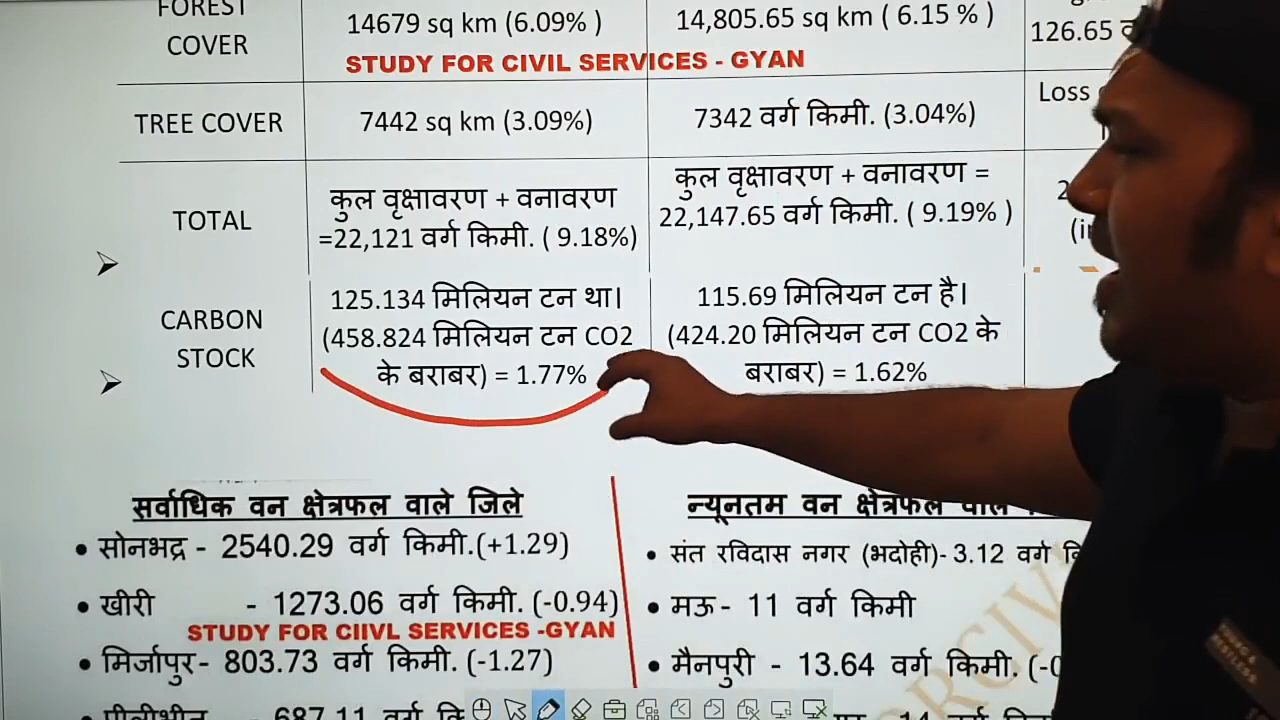 FOREST
COVER
14679 sq km (6.09% )
14,805.65 sq km ( 6.15 % )
126.65
STUDY FOR CIVIL SERVICES - GYAN
TREE COVER
7442 sq km (3.09%)
7342 वर्ग किमी. (3.04%)
Loss
TOTAL
कुल वृक्षावरण + वनावरण
=22,121 वर्ग किमी. ( 9.18%)
कुल वृक्षावरण + वनावरण =
22,147.65 वर्ग किमी. ( 9.19% )
CARBON
STOCK
125.134 मिलियन टन था।
(458.824 मिलियन टन CO2
के बराबर) = 1.77%
115.69 मिलियन टन है।
(424.20 मिलियन टन CO2 के
बराबर) = 1.62%
सर्वाधिक वन क्षेत्रफल वाले जिले
• सोनभद्र - 2540.29 वर्ग किमी.(+1.29)
• खीरी - 1273.06 वर्ग किमी. (-0.94)
STUDY FOR CIIVL SERVICES -GYAN
• मिर्जापुर- 803.73 वर्ग किमी. (-1.27)
पीलीभीत - 687.11 वर्ग
न्यूनतम वन क्षेत्रफल वाले
• संत रविदास नगर (भदोही)- 3.12 वर्ग
• मऊ- 11 वर्ग किमी
• मैनपुरी - 13.64 वर्ग किमी.